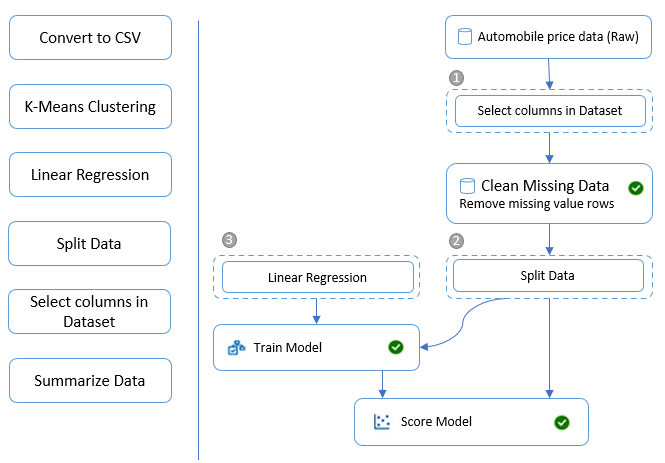 Convert to CSV
K-Means Clustering
Linear Regression
Split Data
Select columns in
Dataset
Summarize Data
Automobile price data (Raw)
1
Select columns in Dataset
Clean Missing Data
Remove missing value rows
3
Linear Regression
2
Split Data
Train Model
Score Model